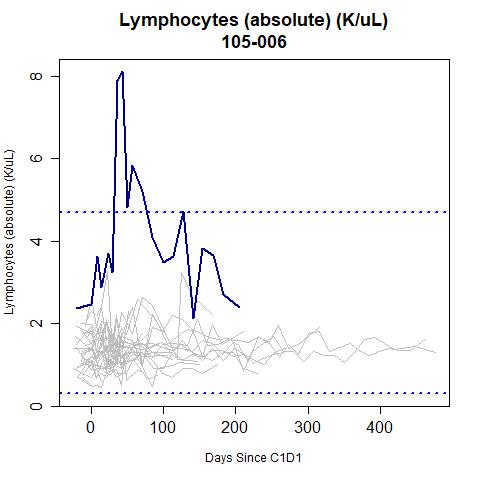 Lymphocytes (absolute) (K/uL)
105-006
Lymphocytes (absolute) (K/uL)
8
6
4
2
0
0 100 200 300 400
Days Since C1D1